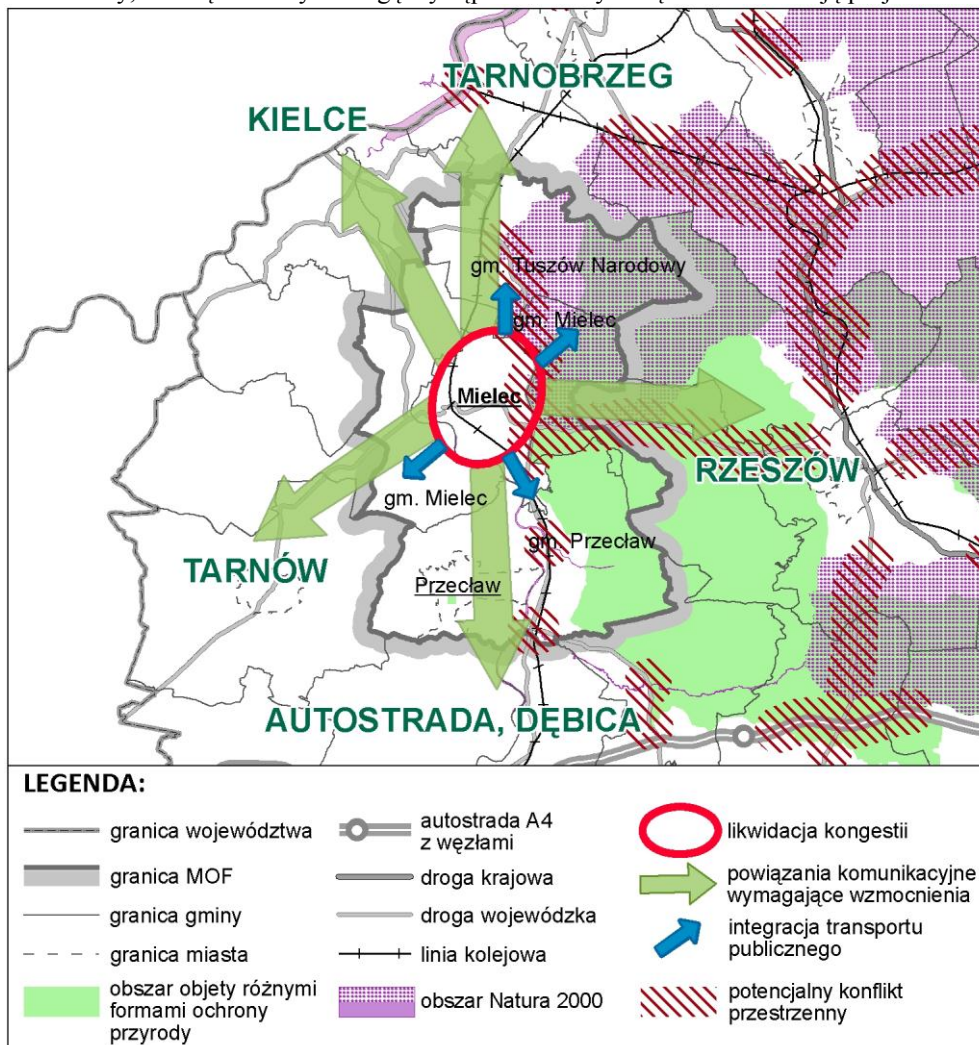 TARNOBRZEG
KIELCE
gm. Tuszów Narodowy
gm. Mielec
Mielec
RZESZÓW
gm. Mielec
gm. Przecław
TARNÓW
Przecław
AUTOSTRADA, DĘBICA
LEGENDA:
granica województwa
granica MOF
granica gminy
granica miasta
obszar objety różnymi
formami ochrony
przyrody
autostrada A4
z węzłami
droga krajowa
droga wojewódzka
linia kolejowa
obszar Natura 2000
likwidacja kongestii
powiązania komunikacyjne
wymagające wzmocnienia
integracja transportu
publicznego
potencjalny konflikt
przestrzenny